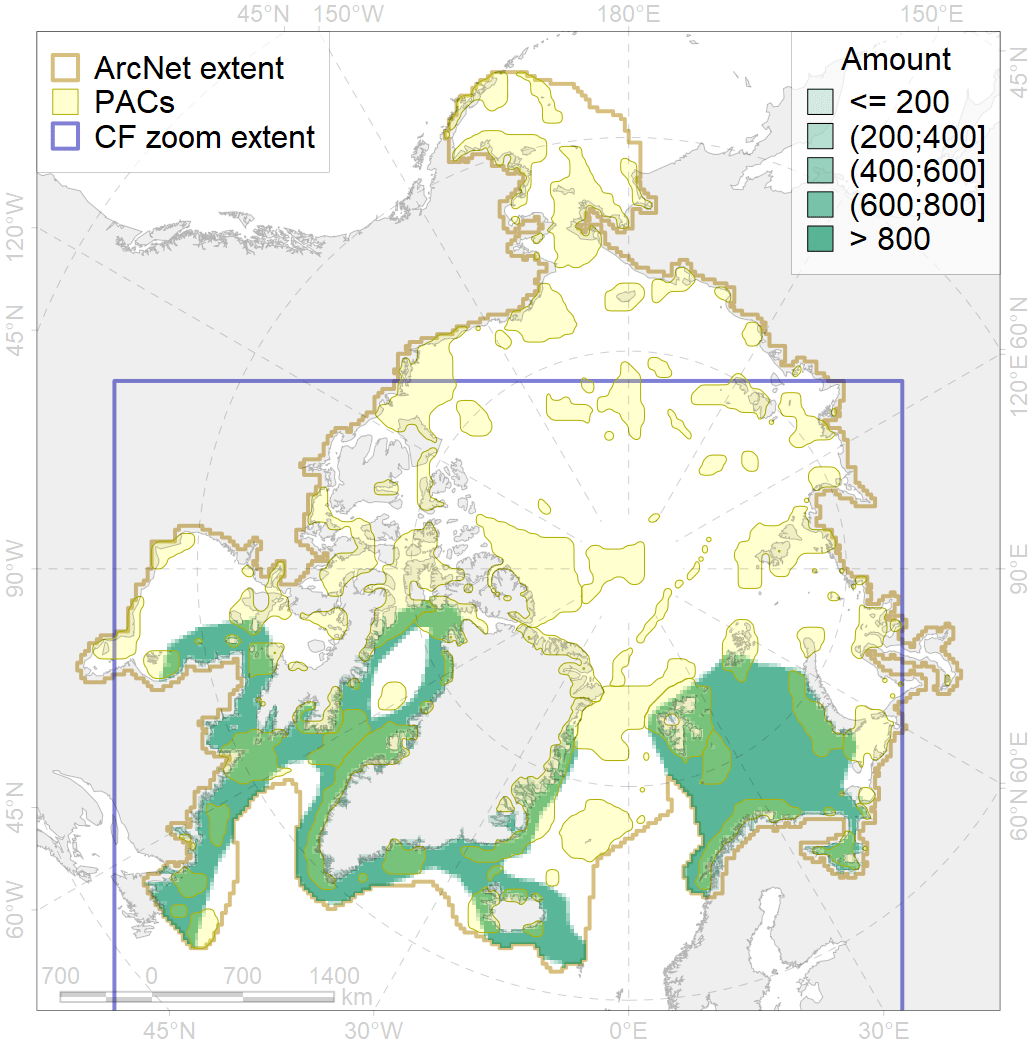 45°N 150°W 180°E 150°E
ArcNet extent
PACs
CF zoom extent
Amount
<= 200
(200;400]
(400;600]
(600;800]
> 800
45°N
60°N
120°E
90°E
60°E
60°N
120°W
45°N
90°W
45°N
60°W
700 0 700 1400
km
45°N 30°W 0°E 30°E